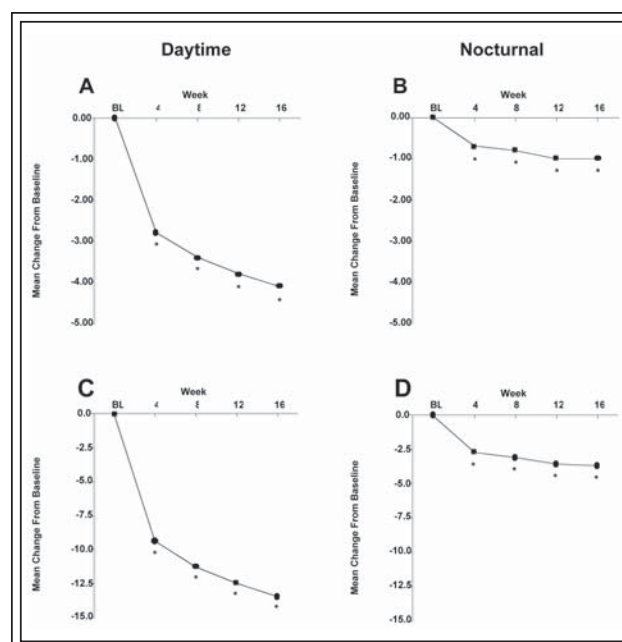 Daytime
Nocturnal
A
Week
BL 4 8 12 16
0.00
-1.00
-2.00
-3.00
-4.00
-5.00
Mean Change From Baseline
* * * *
B
Week
BL 4 8 12 16
0.00
-1.00
-2.00
-3.00
-4.00
-5.00
Mean Change From Baseline
* * * *
C
Week
BL 4 8 12 16
0.0
-2.5
-5.0
-7.5
-10.0
-12.5
-15.0
Mean Change From Baseline
* * * *
D
Week
BL 4 8 12 16
0.0
-2.5
-5.0
-7.5
-10.0
-12.5
-15.0
Mean Change From Baseline
* * * *